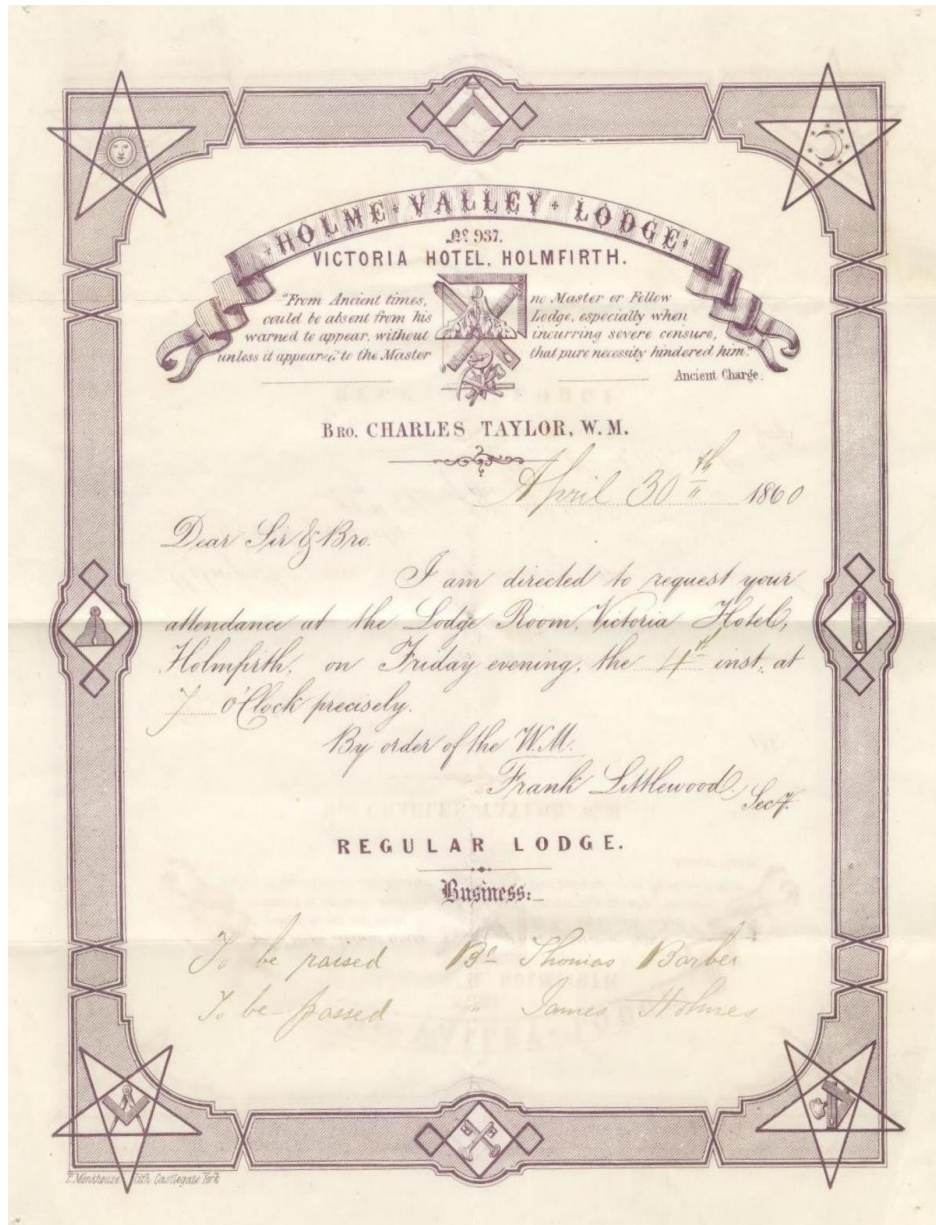 HOLME · VALLEY · LODGE
No 937.
VICTORIA HOTEL, HOLMFIRTH.
"From Ancient times, no Master or Fellow
could be absent from his Lodge, especially when
warned to appear, without incurring severe censure,
unless it appeared to the Master that pure necessity hindered him."
Ancient Charge.
BRO. CHARLES TAYLOR, W. M.
April 30th 1860
Dear Sir & Bro.
I am directed to request your
attendance at the Lodge Room, Victoria Hotel,
Holmfirth, on Friday evening, the 4th inst, at
7 o'Clock precisely.
By order of the W.M.
Frank Littlewood. Secy.
REGULAR LODGE.
Business:
To be raised Br Thomas Barber
To be passed " James Holmes
Monkhouse Lith. Castlegate York